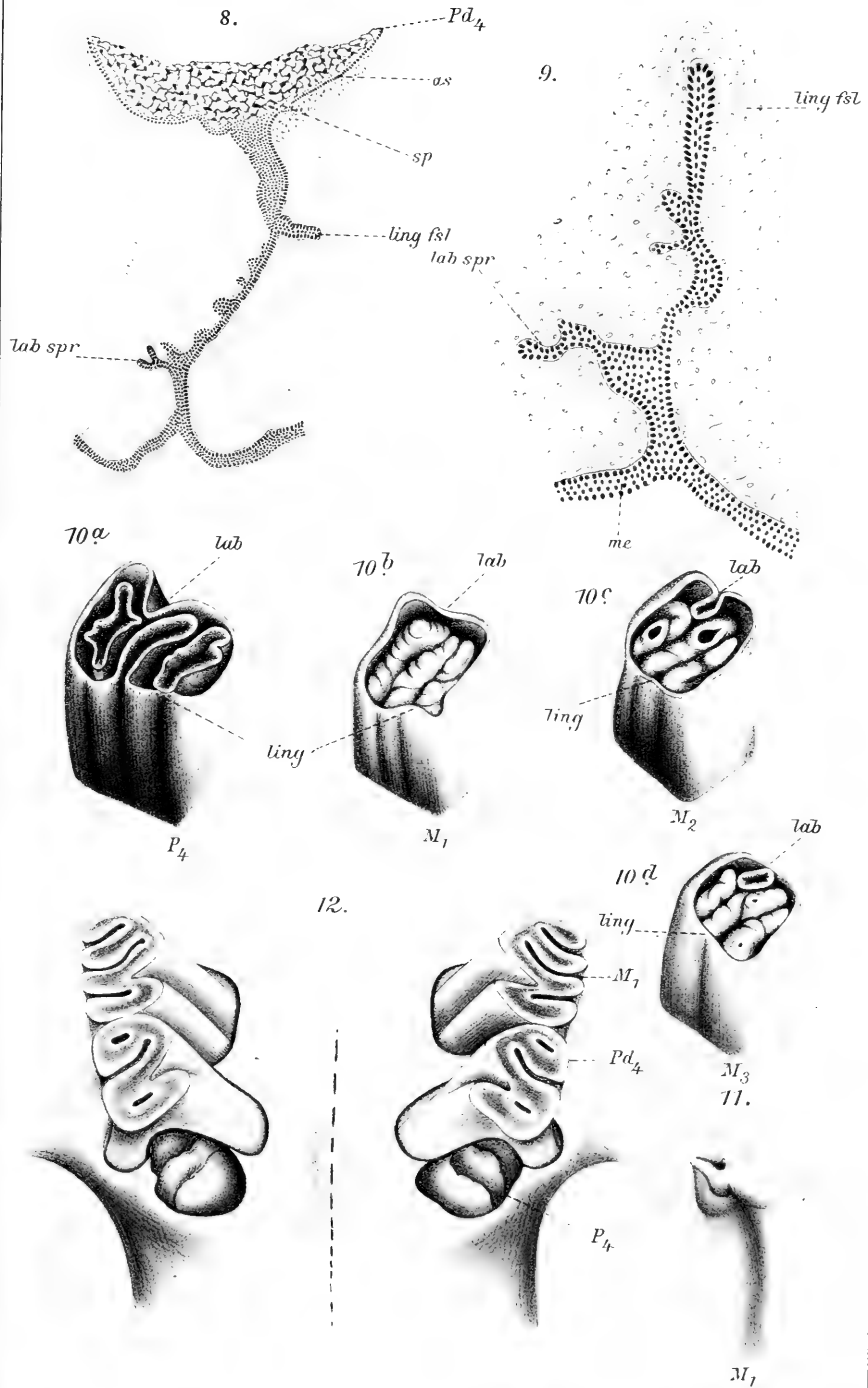 8.
Pd4
as
9.
ling fsl
sp
ling fsl
lab spr
lab spr
me
10a
lab
10b
lab
10c
lab
ling
ling
P4
M1
M2
lab
10d
12.
ling
M1
Pd4
M3
11.
P4
M1